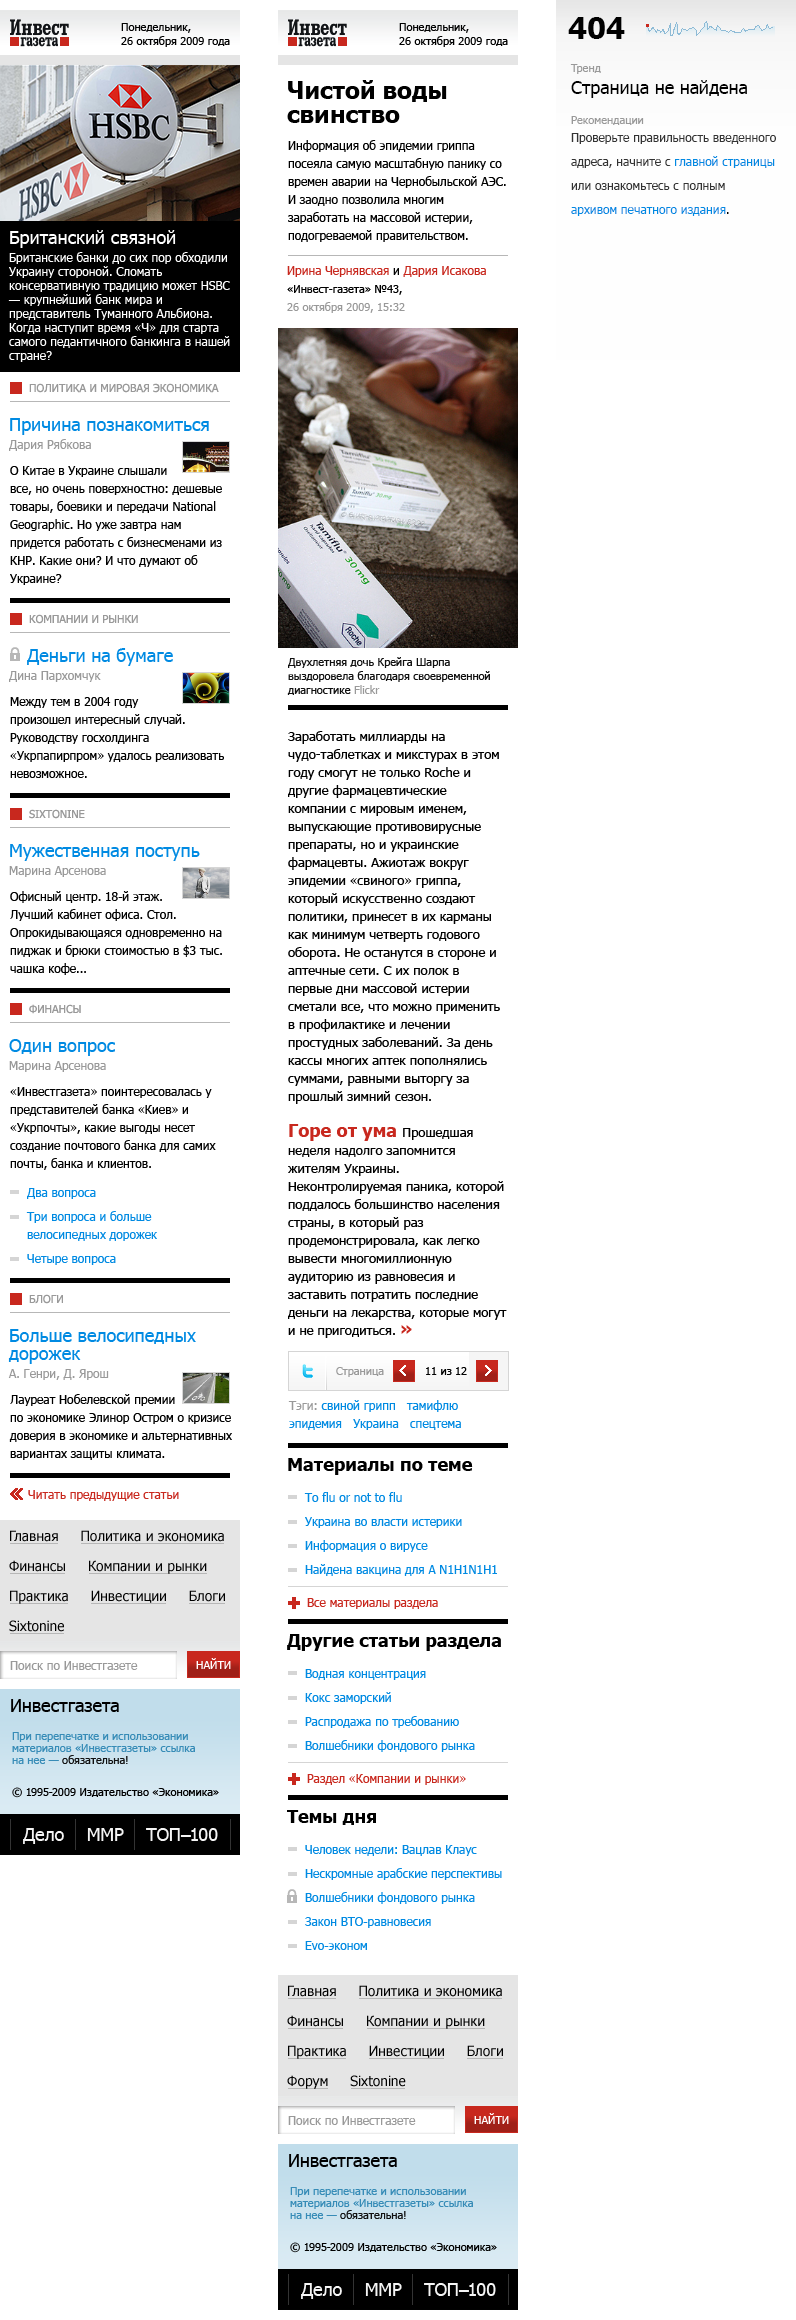 Инвест
газета
Понедельник,
26 октября 2009 года
HSBC
HSBC
Британский связной
Британские банки до сих пор обходили
Украину стороной. Сломать
консервативную традицию может HSBC
— крупнейший банк мира и
представитель Туманного Альбиона.
Когда наступит время «Ч» для старта
самого педантичного банкинга в нашей
стране?
ПОЛИТИКА И МИРОВАЯ ЭКОНОМИКА
Причина познакомиться
Дария Рябкова
О Китае в Украине слышали
все, но очень поверхностно: дешевые
товары, боевики и передачи National
Geographic. Но уже завтра нам
придется работать с бизнесменами из
КНР. Какие они? И что думают об
Украине?
КОМПАНИИ И РЫНКИ
Деньги на бумаге
Дина Пархомчук
Между тем в 2004 году
произошел интересный случай.
Руководству госхолдинга
«Укрпапирпром» удалось реализовать
невозможное.
SIXTONINE
Мужественная поступь
Марина Арсенова
Офисный центр. 18-й этаж.
Лучший кабинет офиса. Стол.
Опрокидывающаяся одновременно на
пиджак и брюки стоимостью в $3 тыс.
чашка кофе...
ФИНАНСЫ
Один вопрос
Марина Арсенова
«Инвестгазета» поинтересовалась у
представителей банка «Киев» и
«Укрпочты», какие выгоды несет
создание почтового банка для самих
почты, банка и клиентов.
Два вопроса
Три вопроса и больше
велосипедных дорожек
Четыре вопроса
БЛОГИ
Больше велосипедных
дорожек
А. Генри, Д. Ярош
Лауреат Нобелевской премии
по экономике Элинор Остром о кризисе
доверия в экономике и альтернативных
вариантах защиты климата.
Читать предыдущие статьи
Главная Политика и экономика
Финансы Компании и рынки
Практика Инвестиции Блоги
Sixtonine
Поиск по Инвестгазете НАЙТИ
Инвестгазета
При перепечатке и использовании
материалов «Инвестгазеты» ссылка
на нее — обязательна!
© 1995-2009 Издательство «Экономика»
Дело ММР ТОП–100
Инвест
газета
Понедельник,
26 октября 2009 года
Чистой воды
свинство
Информация об эпидемии гриппа
посеяла самую масштабную панику со
времен аварии на Чернобыльской АЭС.
И заодно позволила многим
заработать на массовой истерии,
подогреваемой правительством.
Ирина Чернявская и Дария Исакова
«Инвест-газета» №43,
26 октября 2009, 15:32
Tamiflu 30 mg
Tamiflu 30 mg
Tamiflu 30 mg
Roche
Двухлетняя дочь Крейга Шарпа
выздоровела благодаря своевременной
диагностике Flickr
Заработать миллиарды на
чудо-таблетках и микстурах в этом
году смогут не только Roche и
другие фармацевтические
компании с мировым именем,
выпускающие противовирусные
препараты, но и украинские
фармацевты. Ажиотаж вокруг
эпидемии «свиного» гриппа,
который искусственно создают
политики, принесет в их карманы
как минимум четверть годового
оборота. Не останутся в стороне и
аптечные сети. С их полок в
первые дни массовой истерии
сметали все, что можно применить
в профилактике и лечении
простудных заболеваний. За день
кассы многих аптек пополнялись
суммами, равными выторгу за
прошлый зимний сезон.
Горе от ума Прошедшая
неделя надолго запомнится
жителям Украины.
Неконтролируемая паника, которой
поддалось большинство населения
страны, в который раз
продемонстрировала, как легко
вывести многомиллионную
аудиторию из равновесия и
заставить потратить последние
деньги на лекарства, которые могут
и не пригодиться. »
Страница 11 из 12
Тэги: свиной грипп тамифлю
эпидемия Украина спецтема
Материалы по теме
To flu or not to flu
Украина во власти истерики
Информация о вирусе
Найдена вакцина для А N1H1N1H1
Все материалы раздела
Другие статьи раздела
Водная концентрация
Кокс заморский
Распродажа по требованию
Волшебники фондового рынка
Раздел «Компании и рынки»
Темы дня
Человек недели: Вацлав Клаус
Нескромные арабские перспективы
Волшебники фондового рынка
Закон ВТО-равновесия
Evo-эконом
Главная Политика и экономика
Финансы Компании и рынки
Практика Инвестиции Блоги
Форум Sixtonine
Поиск по Инвестгазете НАЙТИ
Инвестгазета
При перепечатке и использовании
материалов «Инвестгазеты» ссылка
на нее — обязательна!
© 1995-2009 Издательство «Экономика»
Дело ММР ТОП–100
404
Тренд
Страница не найдена
Рекомендации
Проверьте правильность введенного
адреса, начните с главной страницы
или ознакомьтесь с полным
архивом печатного издания.